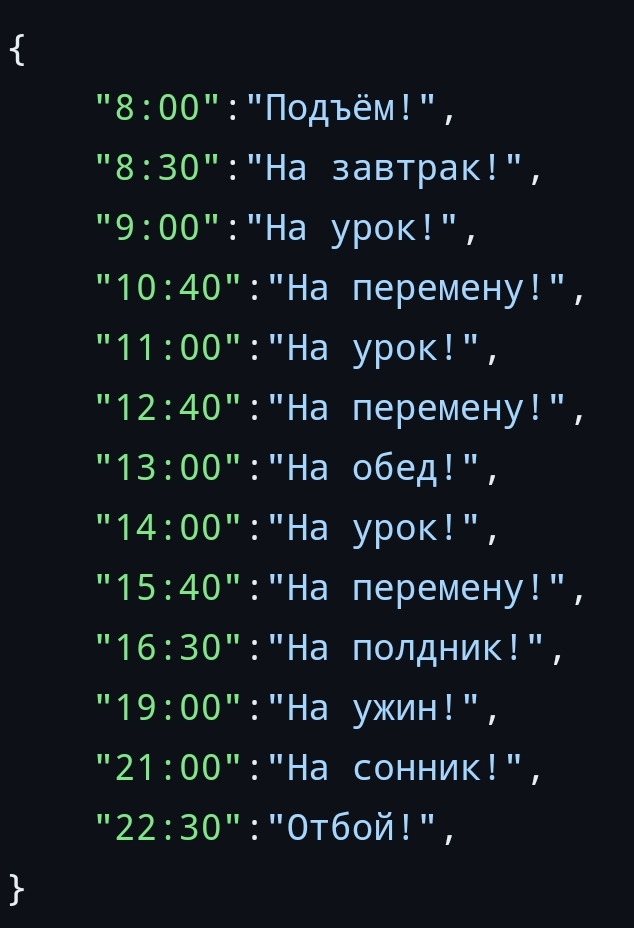 {
"8:00":"Подъём!",
"8:30":"На завтрак!",
"9:00":"На урок!",
"10:40":"На перемену!",
"11:00":"На урок!",
"12:40":"На перемену!",
"13:00":"На обед!",
"14:00":"На урок!",
"15:40":"На перемену!",
"16:30":"На полдник!",
"19:00":"На ужин!",
"21:00":"На сонник!",
"22:30":"Отбой!",
}